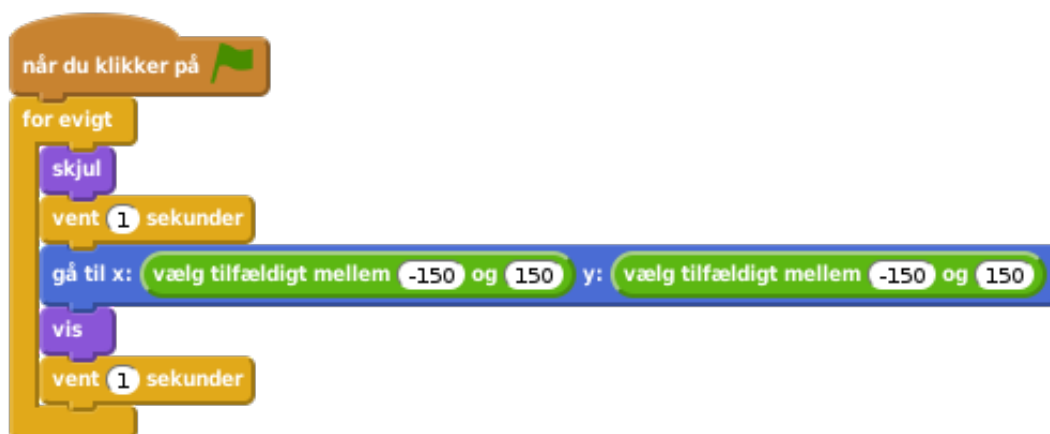 når du klikker på
for evigt
skjul
vent 1 sekunder
gå til x: vælg tilfældigt mellem -150 og 150 y: vælg tilfældigt mellem -150 og 150
vis
vent 1 sekunder